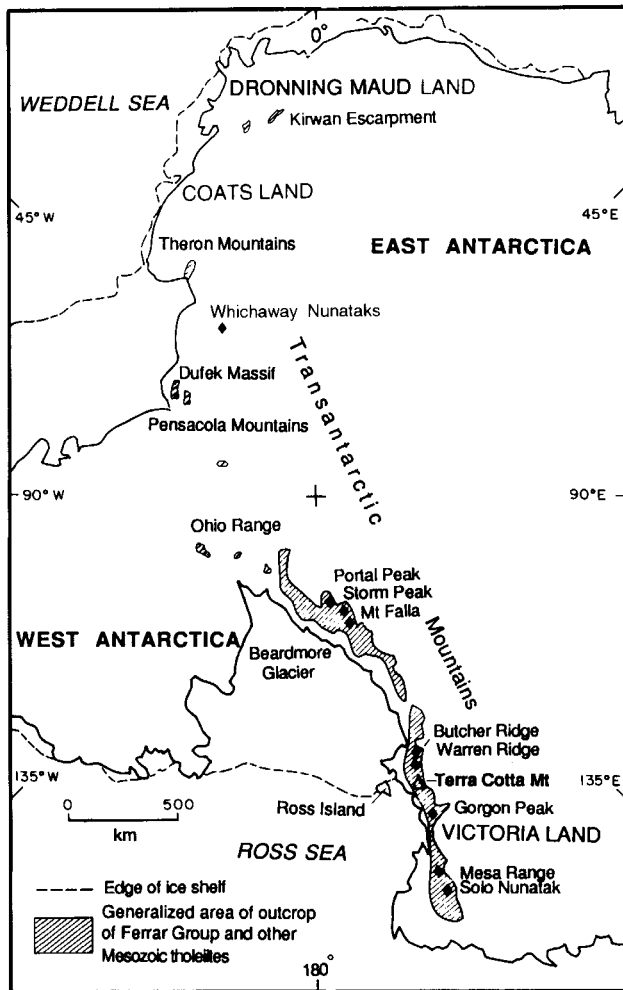 0°
WEDDELL SEA
DRONNING MAUD LAND
Kirwan Escarpment
COATS LAND
45° W
45° E
Theron Mountains
EAST ANTARCTICA
Whichaway Nunataks
Transantarctic
Dufek Massif
Pensacola Mountains
90° W
90° E
Ohio Range
Portal Peak
Storm Peak
Mt Falla
WEST ANTARCTICA
Beardmore
Glacier
Mountains
Butcher Ridge
Warren Ridge
135° W
Terra Cotta Mt
135° E
0 500
km
Ross Island
Gorgon Peak
ROSS SEA
VICTORIA LAND
Mesa Range
Solo Nunatak
Edge of ice shelf
Generalized area of outcrop
of Ferrar Group and other
Mesozoic tholeiites
180°